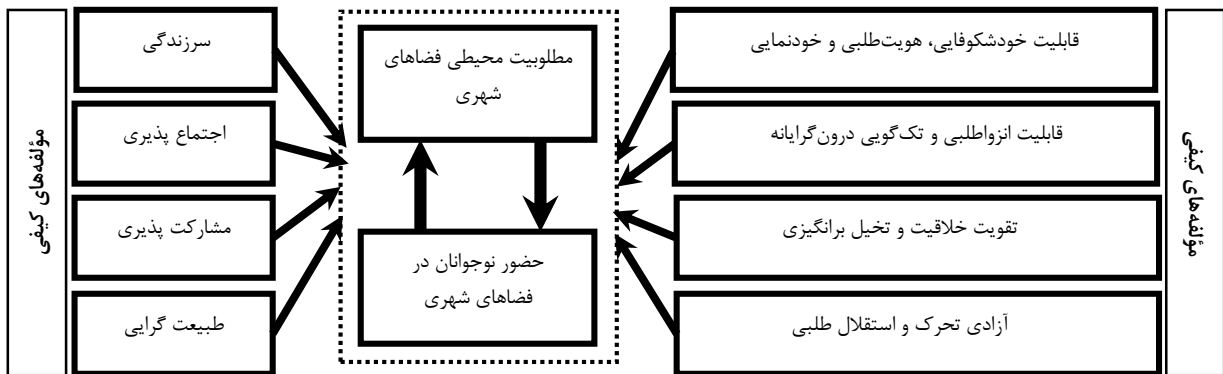 مؤلفه‌های کیفی
قابلیت خودشکوفایی، هویت‌طلبی و خودنمایی
قابلیت انزواطلبی و تک‌گویی درون‌گرایانه
تقویت خلاقیت و تخیل برانگیزی
آزادی تحرک و استقلال طلبی
مطلوبیت محیطی فضاهای
شهری
حضور نوجوانان در
فضاهای شهری
سرزندگی
اجتماع پذیری
مشارکت پذیری
طبیعت گرایی
مؤلفه‌های کیفی